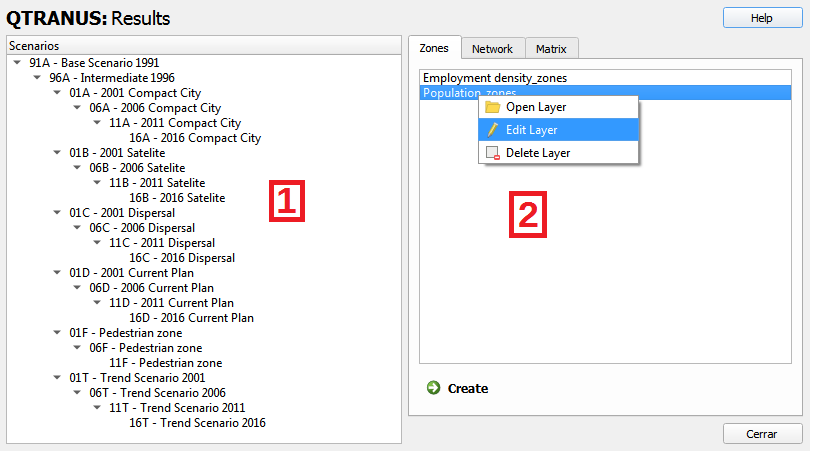 QTRANUS: Results
Help
Scenarios
91A - Base Scenario 1991
96A - Intermediate 1996
01A - 2001 Compact City
06A - 2006 Compact City
11A - 2011 Compact City
16A - 2016 Compact City
01B - 2001 Satelite
06B - 2006 Satelite
11B - 2011 Satelite
16B - 2016 Satelite
01C - 2001 Dispersal
06C - 2006 Dispersal
11C - 2011 Dispersal
16C - 2016 Dispersal
01D - 2001 Current Plan
06D - 2006 Current Plan
11D - 2011 Current Plan
16D - 2016 Current Plan
01F - Pedestrian zone
06F - Pedestrian zone
11F - Pedestrian zone
01T - Trend Scenario 2001
06T - Trend Scenario 2006
11T - Trend Scenario 2011
16T - Trend Scenario 2016
1
Zones Network Matrix
Employment density_zones
Population_zones
Open Layer
Edit Layer
Delete Layer
2
Create
Cerrar